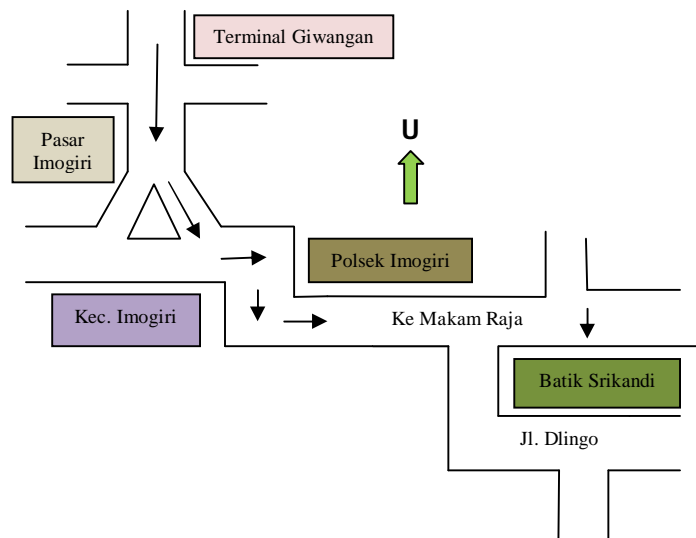 Terminal Giwangan
Pasar
Imogiri
U
Polsek Imogiri
Kec. Imogiri
Ke Makam Raja
Batik Srikandi
Jl. Dlingo